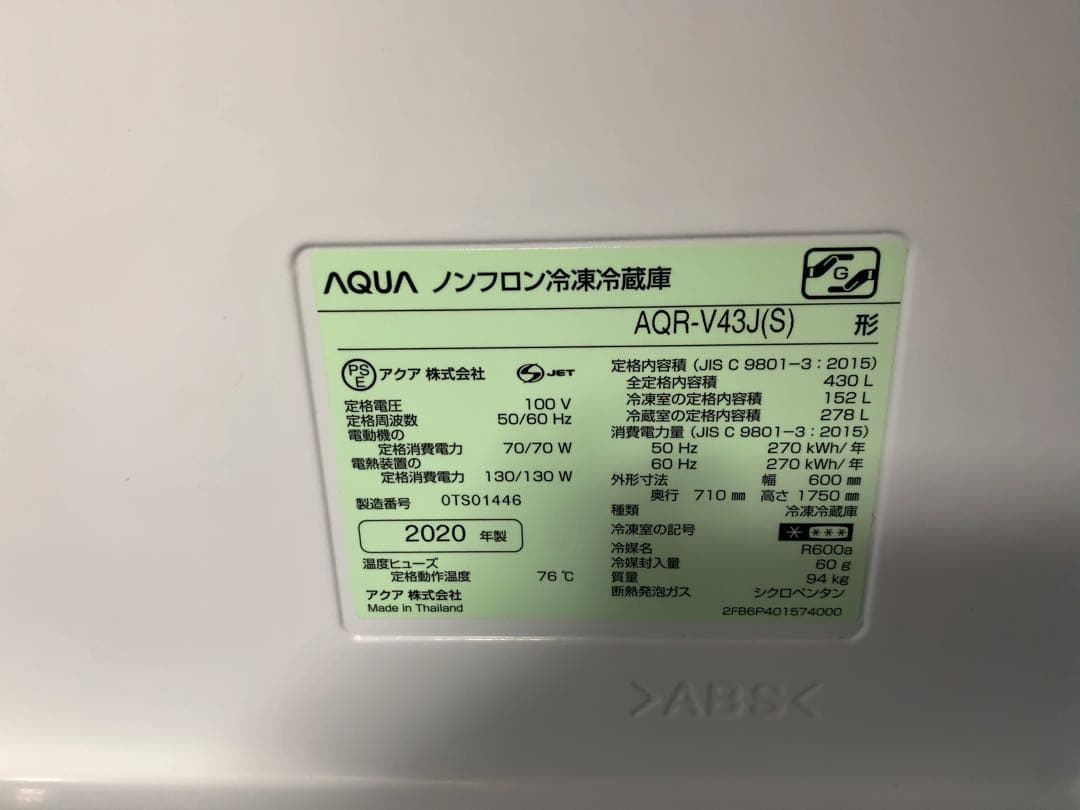 AQUA ノンフロン冷凍冷蔵庫
G
AQR-V43J(S) 形
PS E アクア 株式会社 S JET
定格電圧 100 V
定格周波数 50/60 Hz
電動機の
定格消費電力 70/70 W
電熱装置の
定格消費電力 130/130 W
製造番号 0TS01446
2020 年製
温度ヒューズ
定格動作温度 76 ℃
アクア 株式会社
Made in Thailand
定格内容積 (JIS C 9801-3:2015)
全定格内容積 430 L
冷凍室の定格内容積 152 L
冷蔵室の定格内容積 278 L
消費電力量 (JIS C 9801-3:2015)
50 Hz 270 kWh/年
60 Hz 270 kWh/年
外形寸法 幅 600 mm
奥行 710 mm 高さ 1750 mm
種類 冷凍冷蔵庫
冷凍室の記号 * ***
冷媒名 R600a
冷媒封入量 60 g
質量 94 kg
断熱発泡ガス シクロペンタン
2FB6P401574000
>ABS<